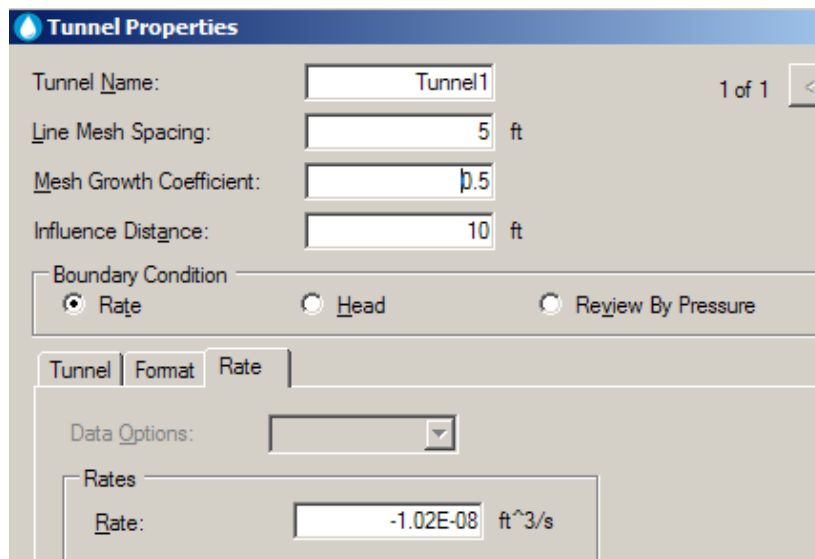 Tunnel Properties
Tunnel Name: Tunnel1 1 of 1 <
Line Mesh Spacing: 5 ft
Mesh Growth Coefficient: 0.5
Influence Distance: 10 ft
Boundary Condition
Rate Head Review By Pressure
Tunnel Format Rate
Data Options:
Rates
Rate: -1.02E-08 ft^3/s